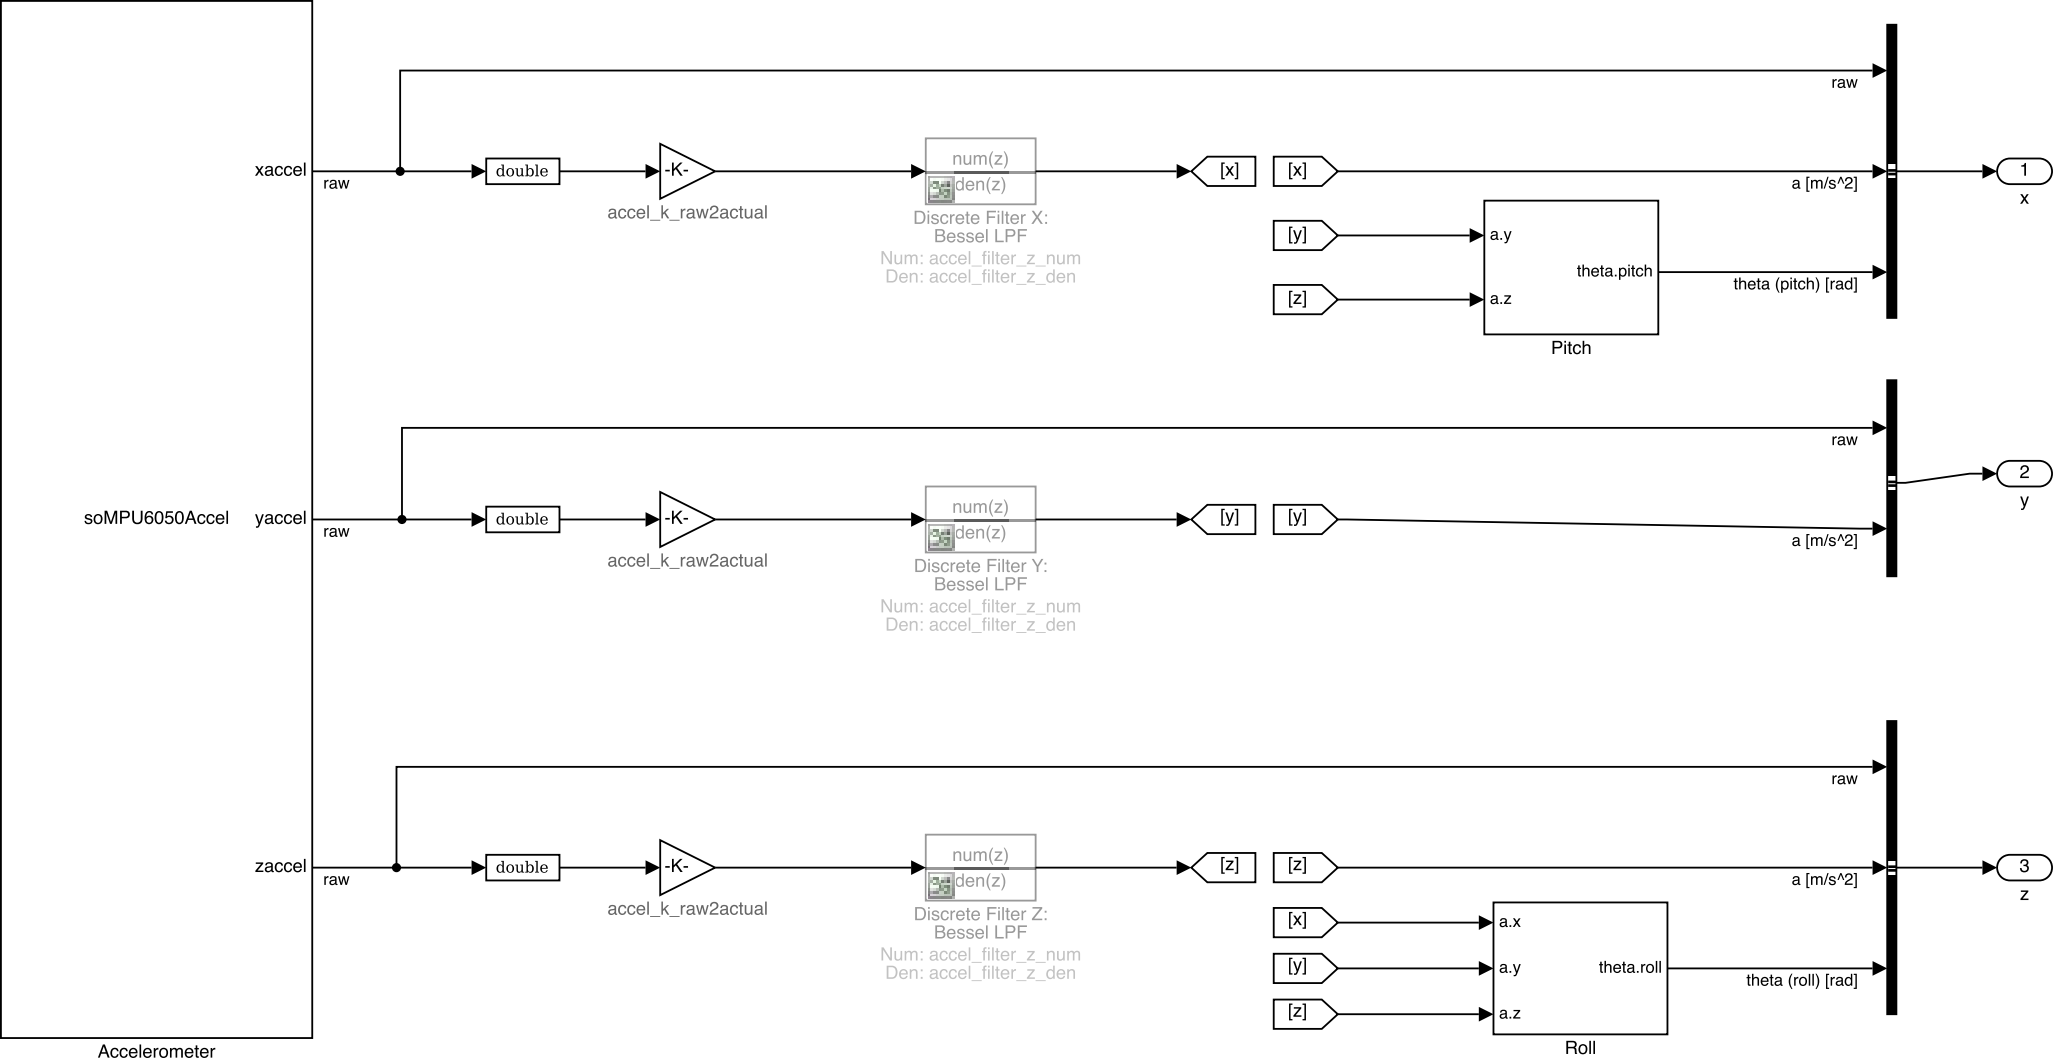 raw
xaccel
raw
double
-K-
accel_k_raw2actual
num(z)
den(z)
Discrete Filter X:
Bessel LPF
Num: accel_filter_z_num
Den: accel_filter_z_den
[x]
[x]
a [m/s^2]
1
x
[y]
[z]
a.y
a.z
theta.pitch
Pitch
theta (pitch) [rad]
raw
soMPU6050Accel
yaccel
raw
double
-K-
accel_k_raw2actual
num(z)
den(z)
Discrete Filter Y:
Bessel LPF
Num: accel_filter_z_num
Den: accel_filter_z_den
[y]
[y]
a [m/s^2]
2
y
raw
zaccel
raw
double
-K-
accel_k_raw2actual
num(z)
den(z)
Discrete Filter Z:
Bessel LPF
Num: accel_filter_z_num
Den: accel_filter_z_den
[z]
[z]
a [m/s^2]
3
z
[x]
[y]
[z]
a.x
a.y
a.z
theta.roll
Roll
theta (roll) [rad]
Accelerometer